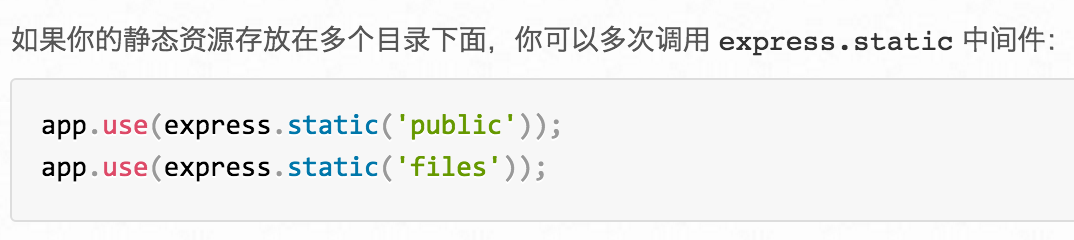 如果你的静态资源存放在多个目录下面，你可以多次调用 express.static 中间件：
app.use(express.static('public'));
app.use(express.static('files'));